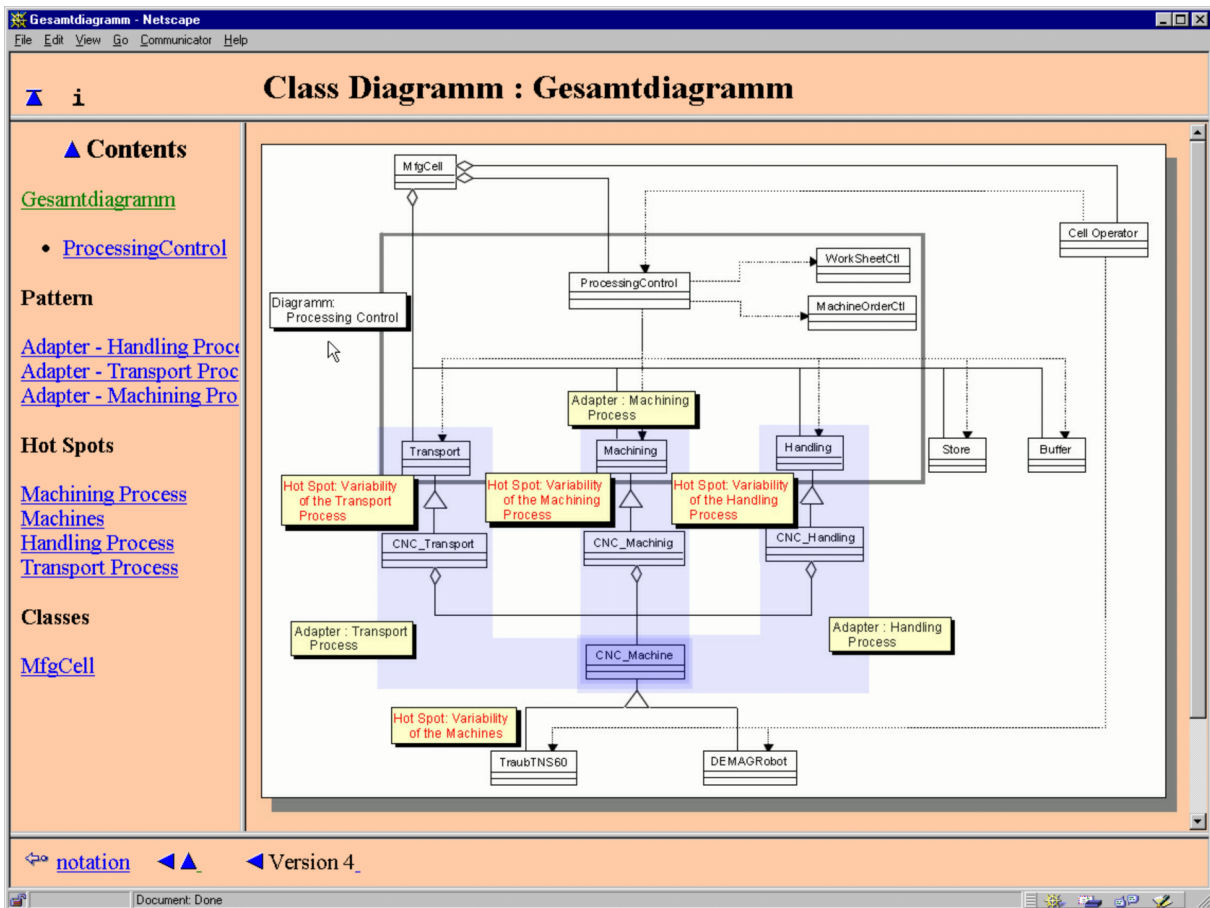 Gesamtdiagramm - Netscape
File Edit View Go Communicator Help
i
Class Diagramm : Gesamtdiagramm
Contents
Gesamtdiagramm
ProcessingControl
Pattern
Adapter - Handling Proce
Adapter - Transport Proc
Adapter - Machining Pro
Hot Spots
Machining Process
Machines
Handling Process
Transport Process
Classes
MfgCell
MfgCell
Cell Operator
WorkSheetCtl
ProcessingControl
MachineOrderCtl
Diagramm:
Processing Control
Adapter : Machining
Process
Transport
Machining
Handling
Store
Buffer
Hot Spot: Variability
of the Transport
Process
Hot Spot: Variability
of the Machining
Process
Hot Spot: Variability
of the Handling
Process
CNC_Transport
CNC_Machinig
CNC_Handling
Adapter : Transport
Process
Adapter : Handling
Process
CNC_Machine
Hot Spot: Variability
of the Machines
TraubTNS60
DEMAGRobot
notation
Version 4
Document: Done